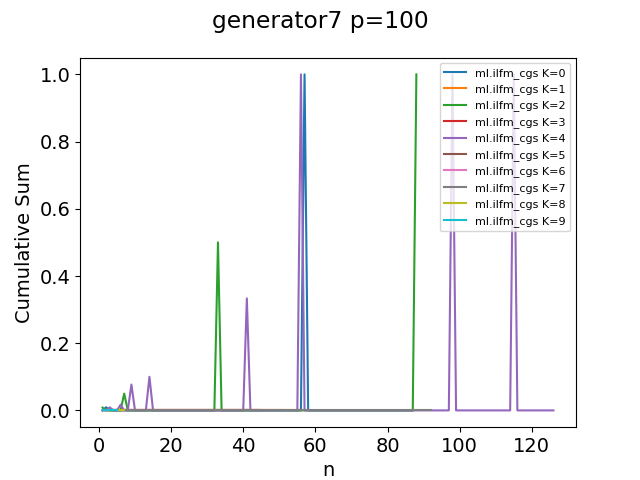 generator7 p=100
Cumulative Sum
1.0
0.8
0.6
0.4
0.2
0.0
0
20
40
60
80
100
120
n
ml.ilfm_cgs K=0
ml.ilfm_cgs K=1
ml.ilfm_cgs K=2
ml.ilfm_cgs K=3
ml.ilfm_cgs K=4
ml.ilfm_cgs K=5
ml.ilfm_cgs K=6
ml.ilfm_cgs K=7
ml.ilfm_cgs K=8
ml.ilfm_cgs K=9